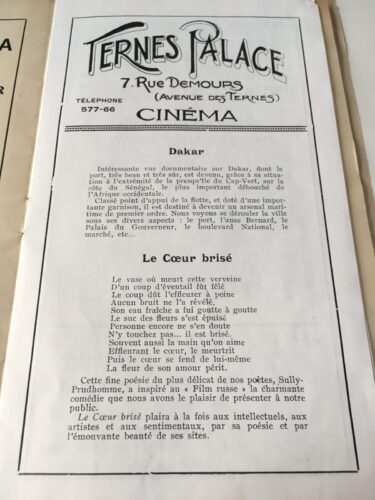 TERNES PALACE
7. RUE DEMOURS
(AVENUE DES TERNES)
TÉLÉPHONE
577-66
CINÉMA
Dakar
Intéressante vue documentaire sur Dakar, dont le
port, très beau et très sûr, est devenu, grâce à sa situa-
tion à l'extrémité de la presqu'île du Cap-Vert, sur la
côte du Sénégal, le plus important débouché de
l'Afrique occidentale.
Classé point d'appui de la flotte, et doté d'une impor-
tante garnison, il est destiné à devenir un arsenal mari-
time de premier ordre. Nous voyons se dérouler la ville
sous ses divers aspects : le port, l'anse Bernard, le
Palais du Gouverneur, le boulevard National, le
marché, etc...
Le Cœur brisé
Le vase où meurt cette verveine
D'un coup d'éventail fût fêlé
Le coup dût l'effleurer à peine
Aucun bruit ne l'a révélé.
Son eau fraîche a fui goutte à goutte
Le suc des fleurs s'est épuisé
Personne encore ne s'en doute
N'y touchez pas... il est brisé.
Souvent aussi la main qu'on aime
Effleurant le cœur, le meurtrit
Puis le cœur se fend de lui-même
La fleur de son amour périt.
Cette fine poésie du plus délicat de nos poètes, Sully-
Prudhomme, a inspiré au « Film russe » la charmante
comédie que nous avons le plaisir de présenter à notre
public.
Le Cœur brisé plaira à la fois aux intellectuels, aux
artistes et aux sentimentaux, par sa poésie et par
l'émouvante beauté de ses sites.
A
R